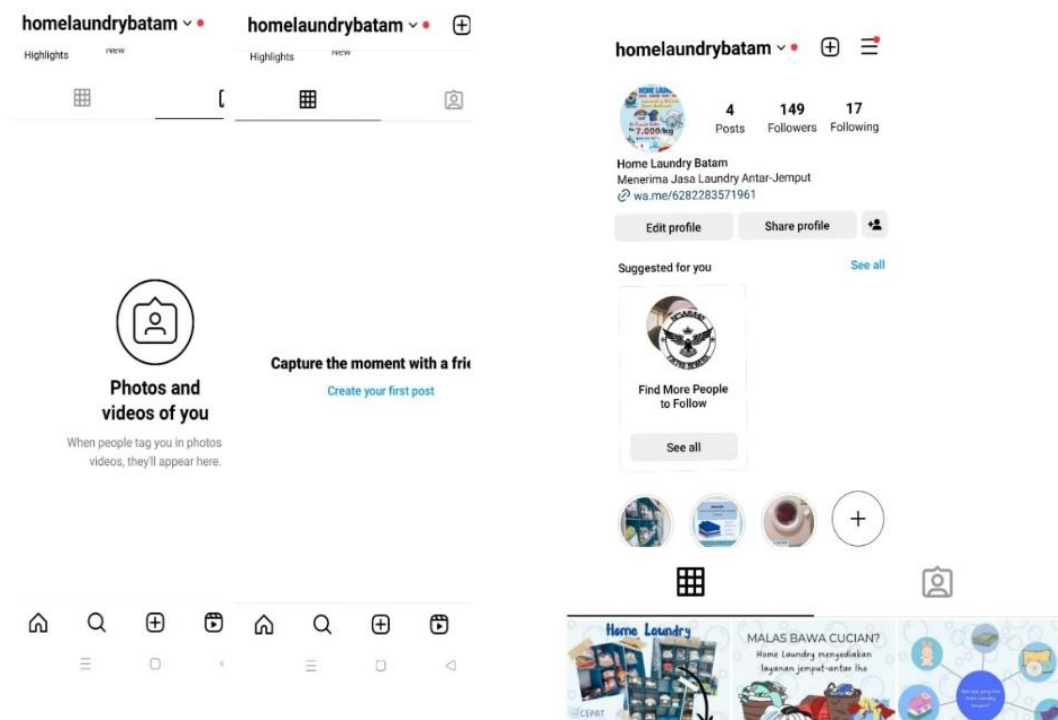 homelaundrybatam
Highlights
New
Photos and
videos of you
When people tag you in photos
videos, they'll appear here.
homelaundrybatam
Highlights
New
Capture the moment with a frie
Create your first post
homelaundrybatam
4
Posts
149
Followers
17
Following
Home Laundry Batam
Menerima Jasa Laundry Antar-Jemput
wa.me/6282283571961
Edit profile
Share profile
Suggested for you
See all
Find More People
to Follow
See all
Home Laundry
CEPAT
MALAS BAWA CUCIAN?
Home Laundry menyediakan
layanan jemput-antar lho